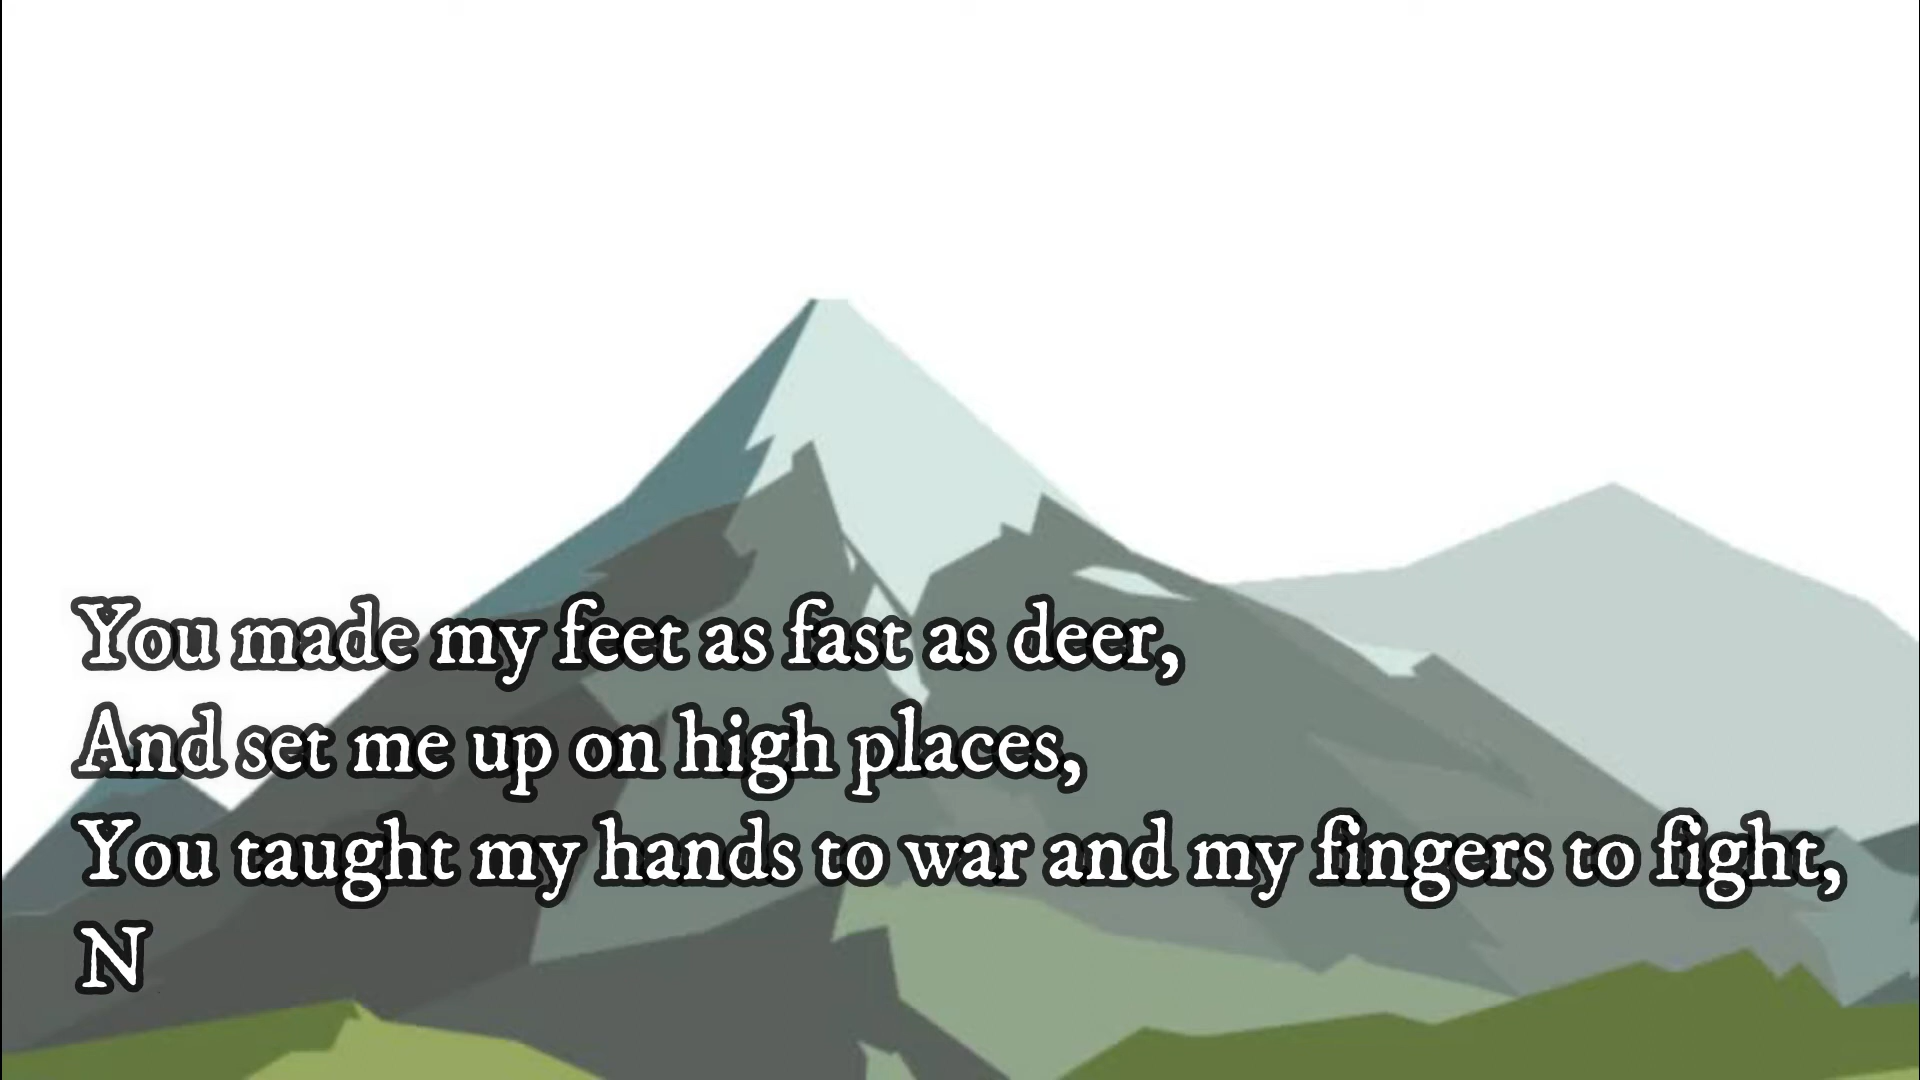 You made my feet as fast as deer,
And set me up on high places,
You taught my hands to war and my fingers to fight,
N